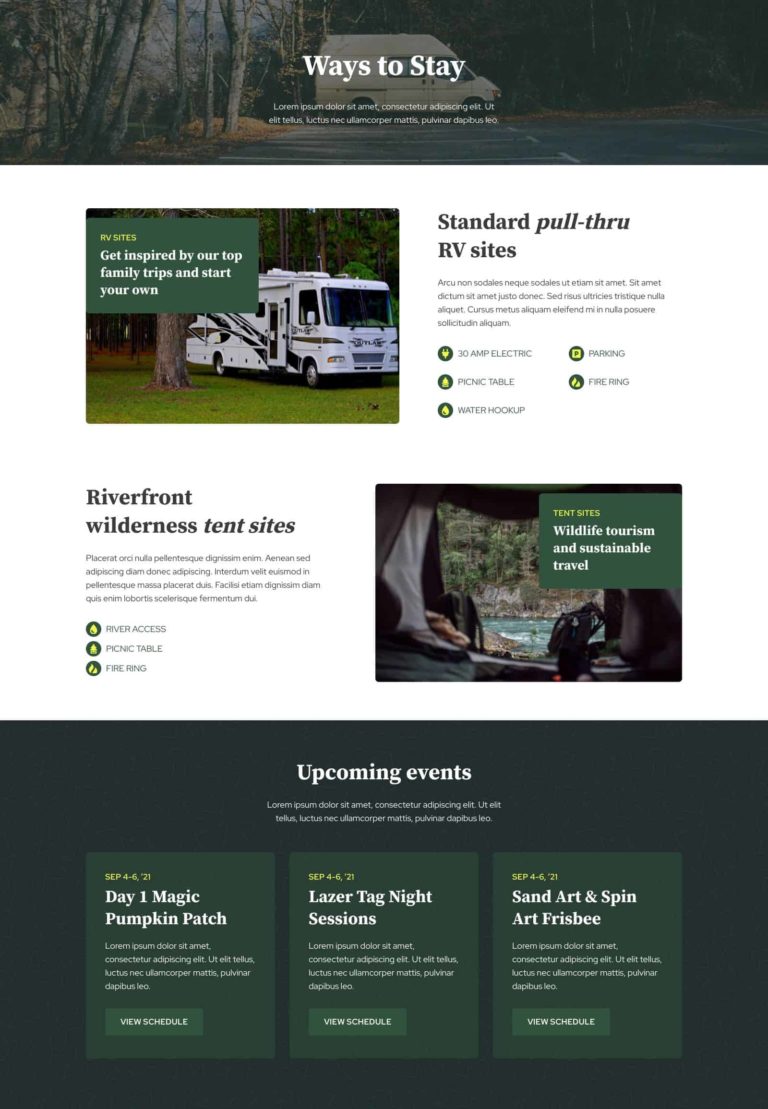 Ways to Stay
Lorem ipsum dolor sit amet, consectetur adipiscing elit. Ut
elit tellus, luctus nec ullamcorper mattis, pulvinar dapibus leo.
RV SITES
Get inspired by our top
family trips and start
your own
OUTLAW
Standard pull-thru
RV sites
Arcu non sodales neque sodales ut etiam sit amet. Sit amet
dictum sit amet justo donec. Sed risus ultricies tristique nulla
aliquet. Cursus metus aliquam eleifend mi in nulla posuere
sollicitudin aliquam.
30 AMP ELECTRIC
P PARKING
PICNIC TABLE
FIRE RING
WATER HOOKUP
Riverfront
wilderness tent sites
Placerat orci nulla pellentesque dignissim enim. Aenean sed
adipiscing diam donec adipiscing. Interdum velit euismod in
pellentesque massa placerat duis. Facilisi etiam dignissim diam
quis enim lobortis scelerisque fermentum dui.
RIVER ACCESS
PICNIC TABLE
FIRE RING
TENT SITES
Wildlife tourism
and sustainable
travel
Upcoming events
Lorem ipsum dolor sit amet, consectetur adipiscing elit. Ut elit
tellus, luctus nec ullamcorper mattis, pulvinar dapibus leo.
SEP 4-6, ’21
Day 1 Magic
Pumpkin Patch
Lorem ipsum dolor sit amet,
consectetur adipiscing elit. Ut elit tellus,
luctus nec ullamcorper mattis, pulvinar
dapibus leo.
VIEW SCHEDULE
SEP 4-6, ’21
Lazer Tag Night
Sessions
Lorem ipsum dolor sit amet,
consectetur adipiscing elit. Ut elit tellus,
luctus nec ullamcorper mattis, pulvinar
dapibus leo.
VIEW SCHEDULE
SEP 4-6, ’21
Sand Art & Spin
Art Frisbee
Lorem ipsum dolor sit amet,
consectetur adipiscing elit. Ut elit tellus,
luctus nec ullamcorper mattis, pulvinar
dapibus leo.
VIEW SCHEDULE